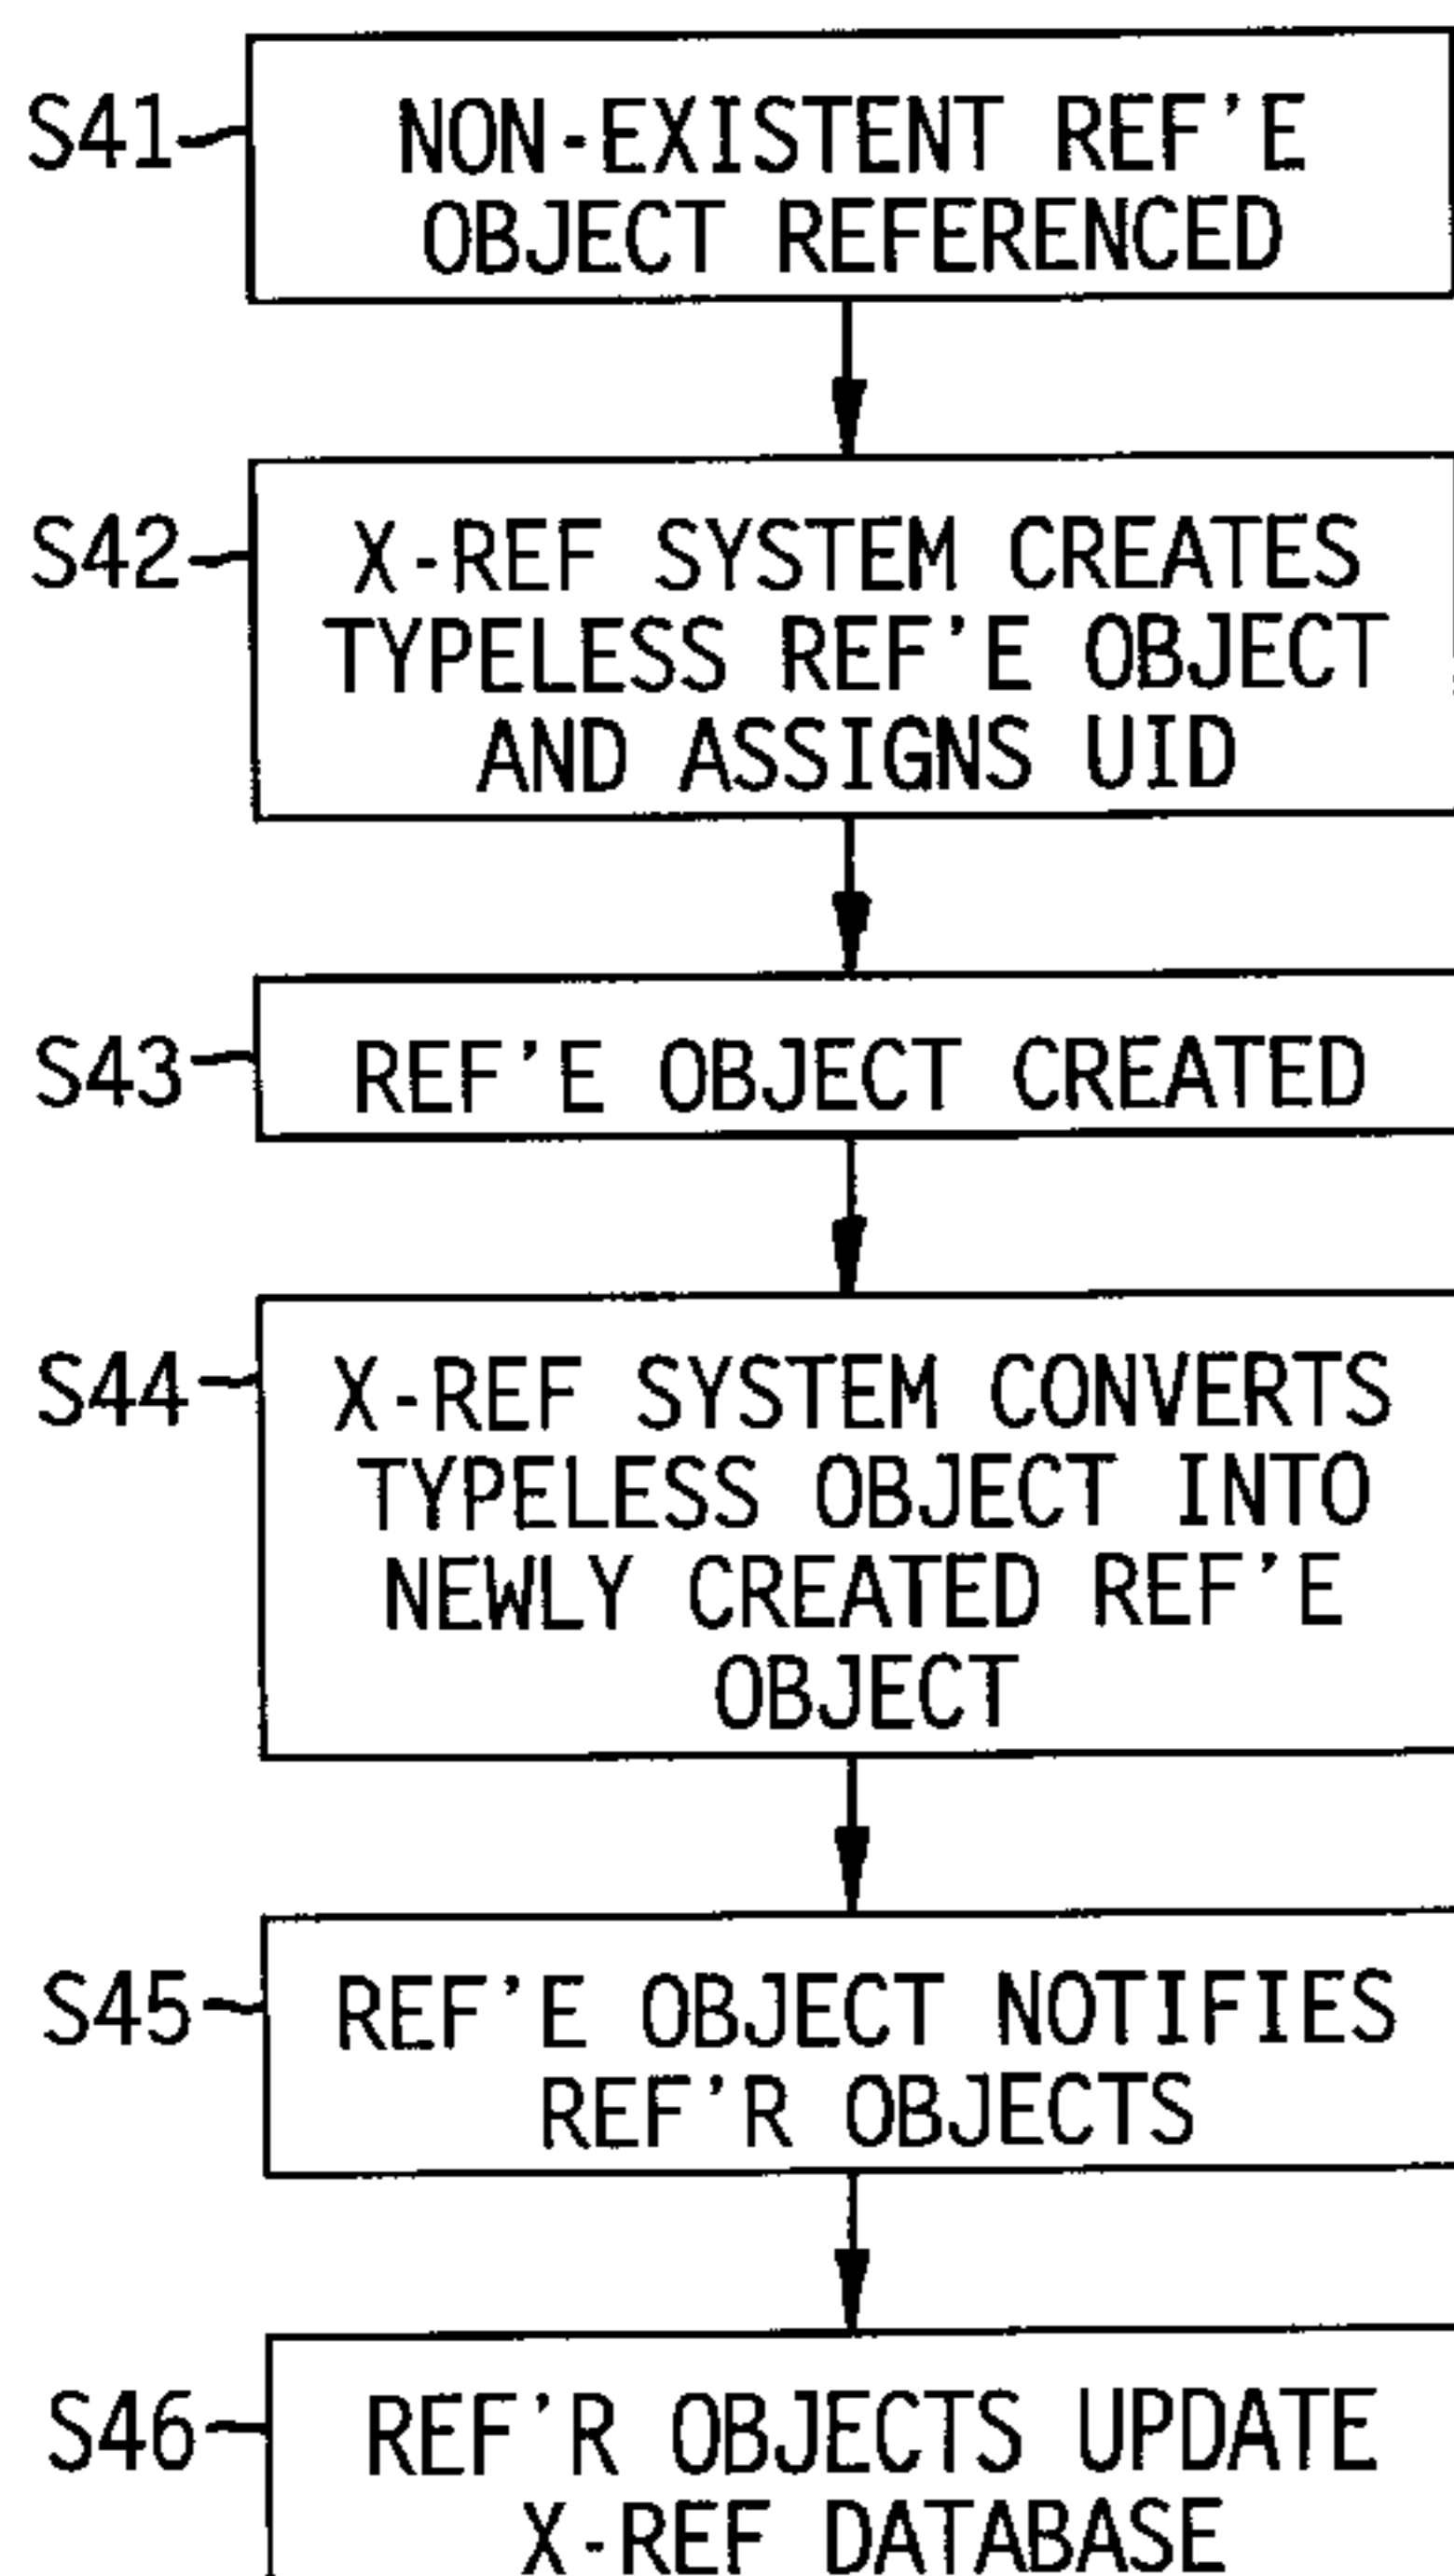 S41
NON-EXISTENT REF'E
OBJECT REFERENCED
S42
X-REF SYSTEM CREATES
TYPELESS REF'E OBJECT
AND ASSIGNS UID
S43
REF'E OBJECT CREATED
S44
X-REF SYSTEM CONVERTS
TYPELESS OBJECT INTO
NEWLY CREATED REF'E
OBJECT
S45
REF'E OBJECT NOTIFIES
REF'R OBJECTS
S46
REF'R OBJECTS UPDATE
X-REF DATABASE